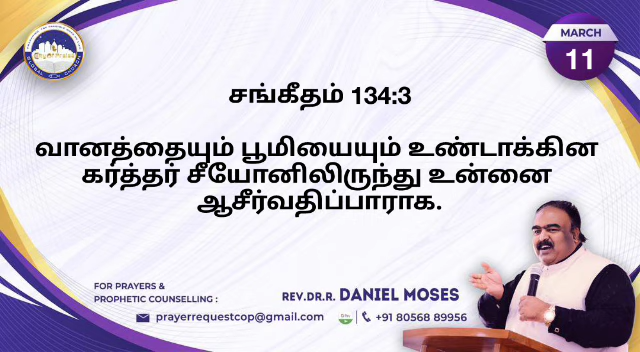 MARCH
11
சங்கீதம் 134:3
வானத்தையும் பூமியையும் உண்டாக்கின
கர்த்தர் சீயோனிலிருந்து உன்னை
ஆசீர்வதிப்பாராக.
FOR PRAYERS &
PROPHETIC COUNSELLING :
REV.DR.R. DANIEL MOSES
prayerrequestcop@gmail.com
+91 80568 89956